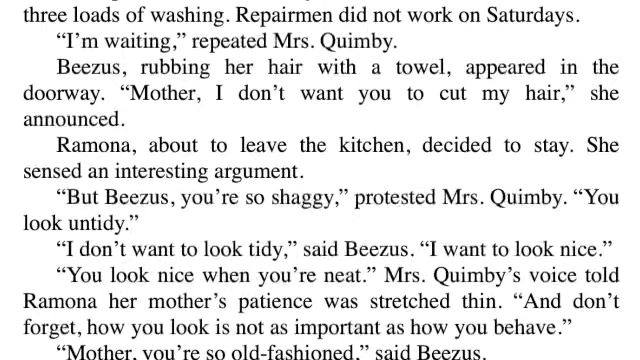 three loads of washing. Repairmen did not work on Saturdays.
“I’m waiting,” repeated Mrs. Quimby.
Beezus, rubbing her hair with a towel, appeared in the
doorway. “Mother, I don’t want you to cut my hair,” she
announced.
Ramona, about to leave the kitchen, decided to stay. She
sensed an interesting argument.
“But Beezus, you’re so shaggy,” protested Mrs. Quimby. “You
look untidy.”
“I don’t want to look tidy,” said Beezus. “I want to look nice.”
“You look nice when you’re neat.” Mrs. Quimby’s voice told
Ramona her mother’s patience was stretched thin. “And don’t
forget, how you look is not as important as how you behave.”
“Mother, you’re so old-fashioned,” said Beezus.